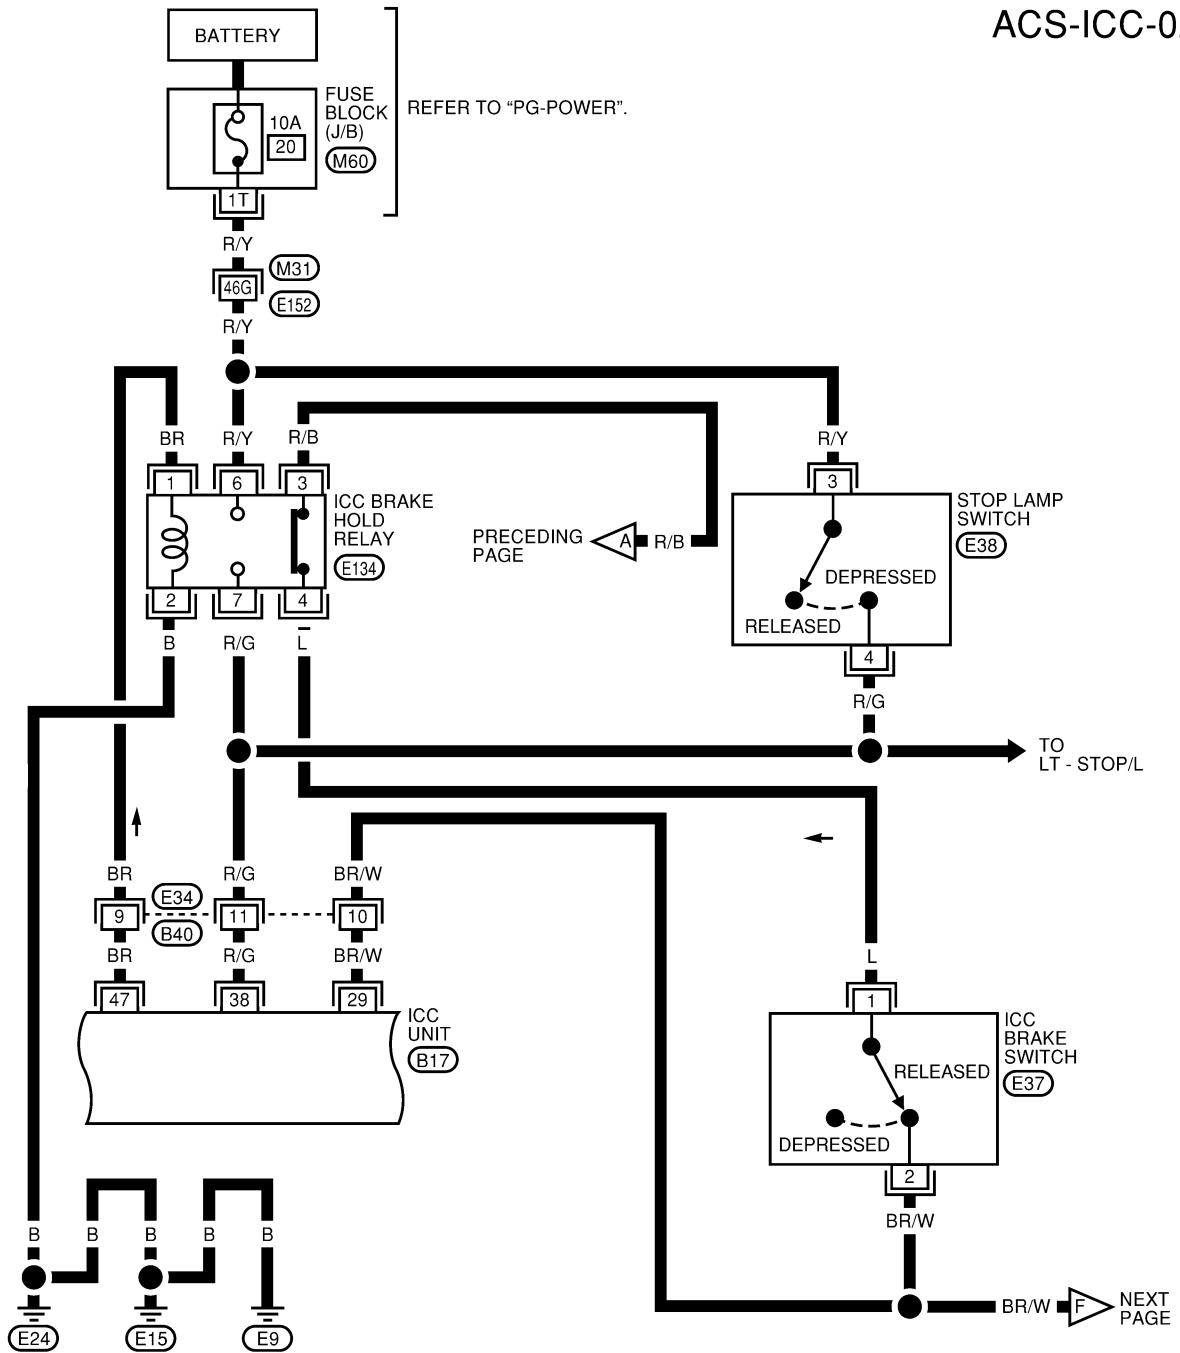 ACS-ICC-0
BATTERY
FUSE
BLOCK
(J/B)
M60
REFER TO “PG-POWER”.
10A
20
1T
R/Y
M31
46G
E152
R/Y
BR
R/Y
R/B
R/Y
1
6
3
3
ICC BRAKE
HOLD
RELAY
E134
PRECEDING
PAGE
A
R/B
STOP LAMP
SWITCH
E38
DEPRESSED
RELEASED
2
7
4
4
B
R/G
L
R/G
TO
LT - STOP/L
BR
R/G
BR/W
E34
9
11
10
B40
BR
R/G
BR/W
L
47
38
29
1
ICC
UNIT
B17
ICC
BRAKE
SWITCH
E37
RELEASED
DEPRESSED
2
BR/W
B
B
B
B
B
BR/W
F
NEXT
PAGE
E24
E15
E9